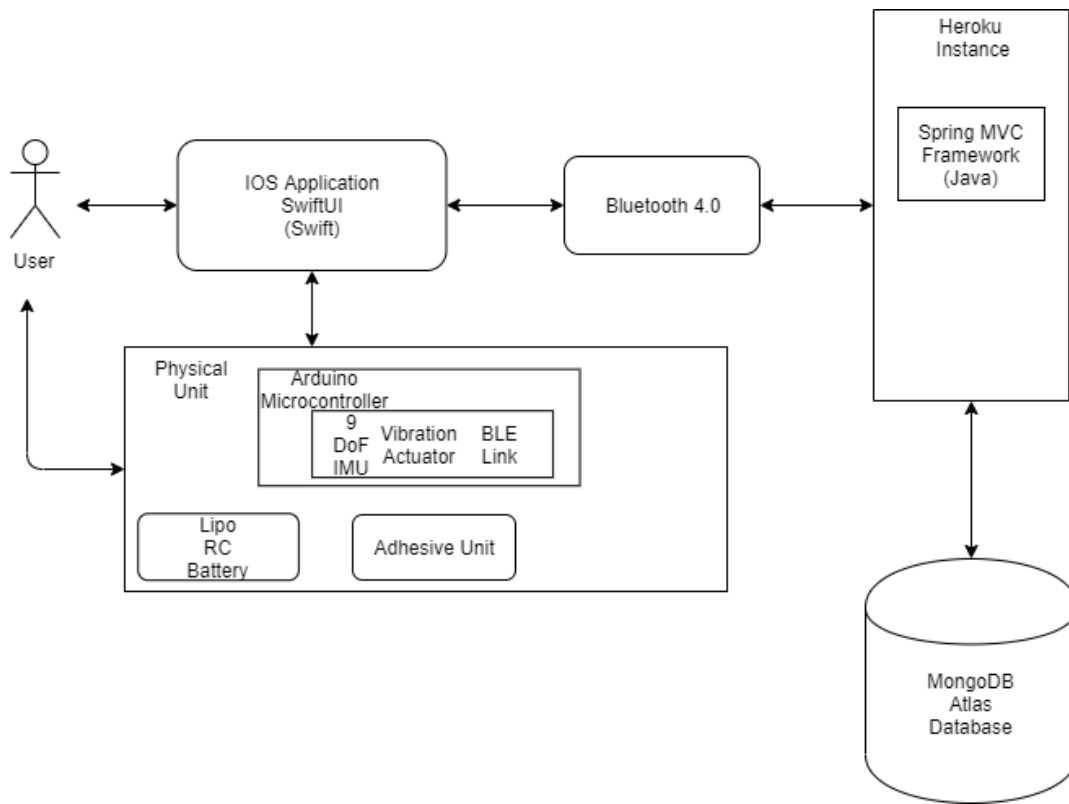 Heroku
Instance
Spring MVC
Framework
(Java)
IOS Application
SwiftUI
(Swift)
Bluetooth 4.0
User
Physical
Unit
Arduino
Microcontroller
9
DoF
IMU
Vibration
Actuator
BLE
Link
Lipo
RC
Battery
Adhesive Unit
MongoDB
Atlas
Database